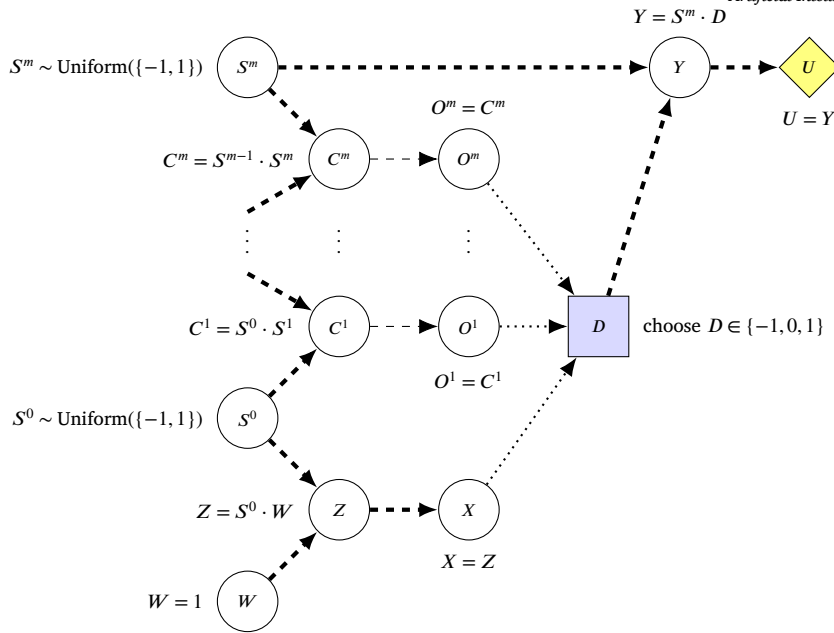 Y = S^m · D
S^m ~ Uniform({−1, 1})
S^m
Y
U
U = Y
O^m = C^m
C^m = S^{m−1} · S^m
C^m
O^m
C^1 = S^0 · S^1
C^1
O^1
D
choose D ∈ {−1, 0, 1}
O^1 = C^1
S^0 ~ Uniform({−1, 1})
S^0
Z = S^0 · W
Z
X
X = Z
W = 1
W